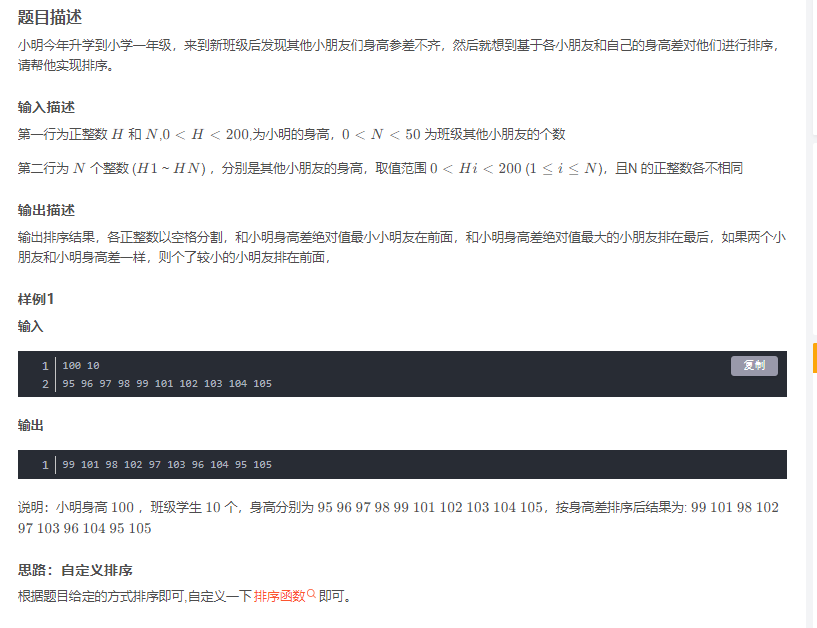 题目描述
小明今年升学到小学一年级，来到新班级后发现其他小朋友们身高参差不齐，然后就想到基于各小朋友和自己的身高差对他们进行排序，
请帮他实现排序。
输入描述
第一行为正整数 H 和 N,0 < H < 200,为小明的身高，0 < N < 50 为班级其他小朋友的个数
第二行为 N 个整数 (H1 ~ HN) ，分别是其他小朋友的身高，取值范围 0 < Hi < 200 (1 ≤ i ≤ N)，且N 的正整数各不相同
输出描述
输出排序结果，各正整数以空格分割，和小明身高差绝对值最小小明友在前面，和小明身高差绝对值最大的小朋友排在最后，如果两个小
朋友和小明身高差一样，则个了较小的小明友排在前面，
样例1
输入
1 100 10
复制
2 95 96 97 98 99 101 102 103 104 105
输出
1 99 101 98 102 97 103 96 104 95 105
说明：小明身高 100 ，班级学生 10 个，身高分别为 95 96 97 98 99 101 102 103 104 105，按身高差排序后结果为: 99 101 98 102
97 103 96 104 95 105
思路：自定义排序
根据题目给定的方式排序即可,自定义一下排序函数即可。